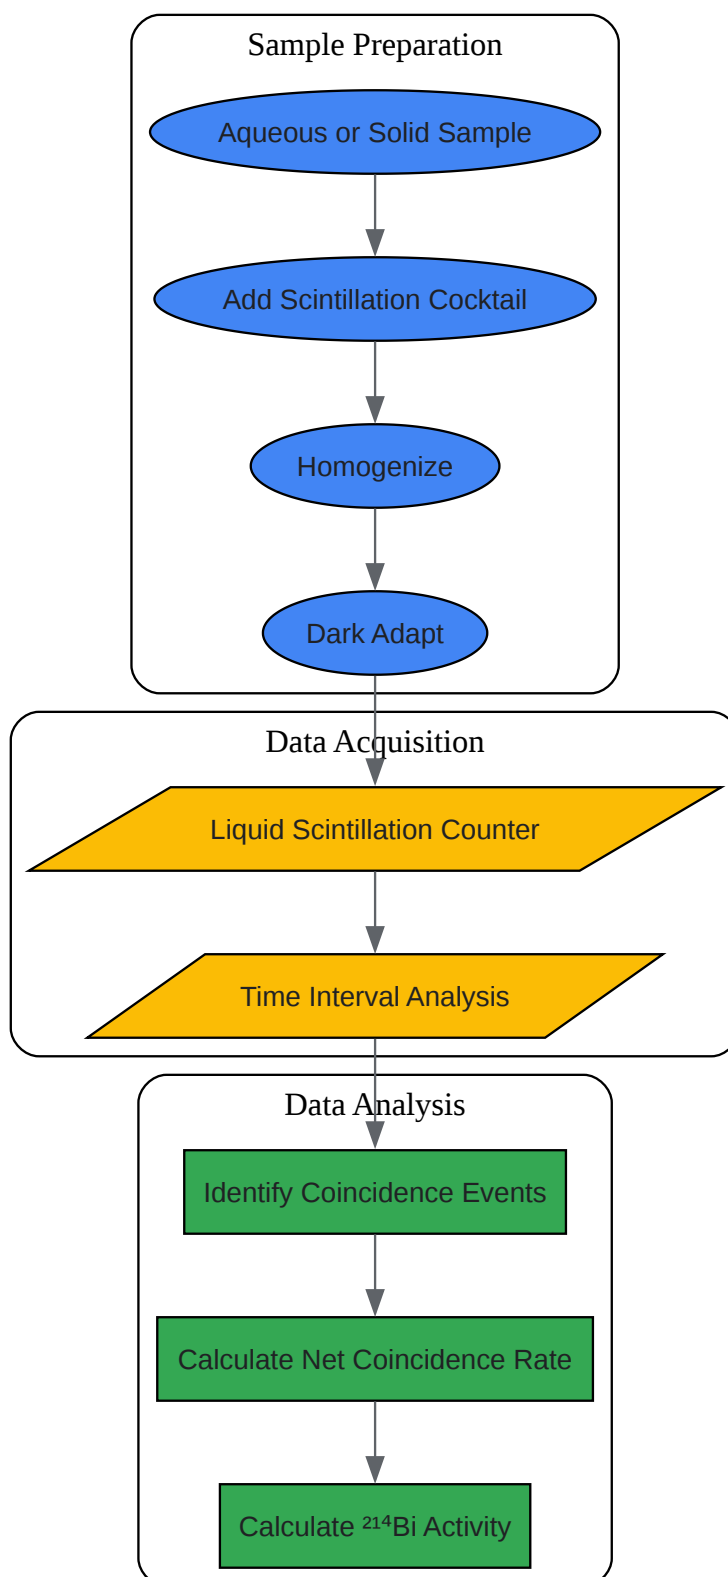 Sample Preparation
Aqueous or Solid Sample
Add Scintillation Cocktail
Homogenize
Dark Adapt
Data Acquisition
Liquid Scintillation Counter
Time Interval Analysis
Data Analysis
Identify Coincidence Events
Calculate Net Coincidence Rate
Calculate ²¹⁴Bi Activity